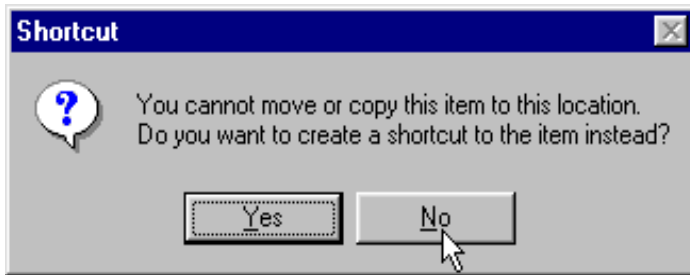 Shortcut
You cannot move or copy this item to this location.
Do you want to create a shortcut to the item instead?
Yes
No